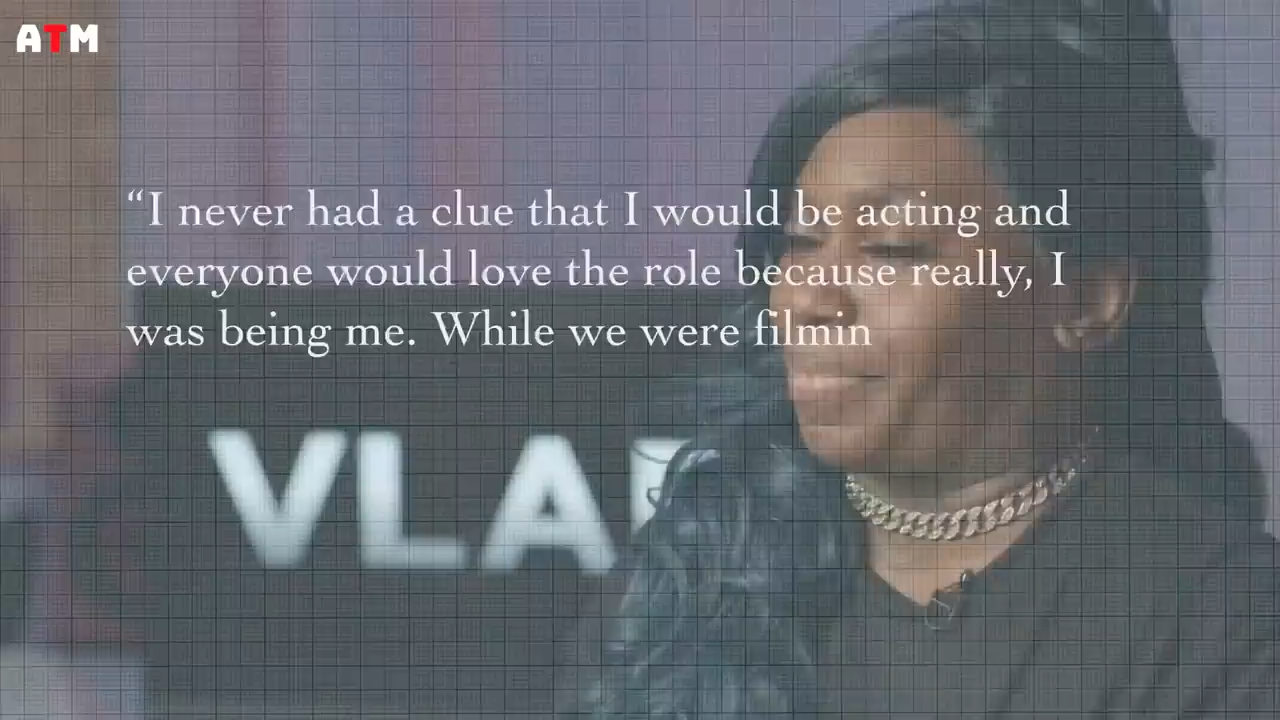 ATM
“I never had a clue that I would be acting and
everyone would love the role because really, I
was being me. While we were filmin
VLA